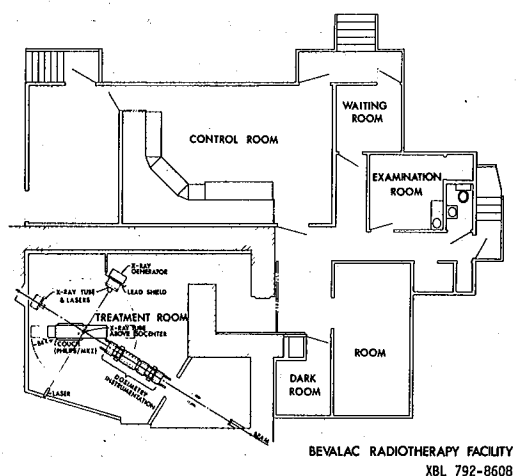 WAITING
ROOM
CONTROL ROOM
EXAMINATION
ROOM
X-RAY
GENERATOR
LEAD SHIELD
X-RAY TUBE
& LASERS
TREATMENT ROOM
X-RAY TUBE
ABOVE ISOCENTER
COUCH
(PHILIPS/MKI)
DOSIMETRY
INSTRUMENTATION
LASER
BEAM
DARK
ROOM
ROOM
BEVALAC RADIOTHERAPY FACILITY
XBL 792-8608